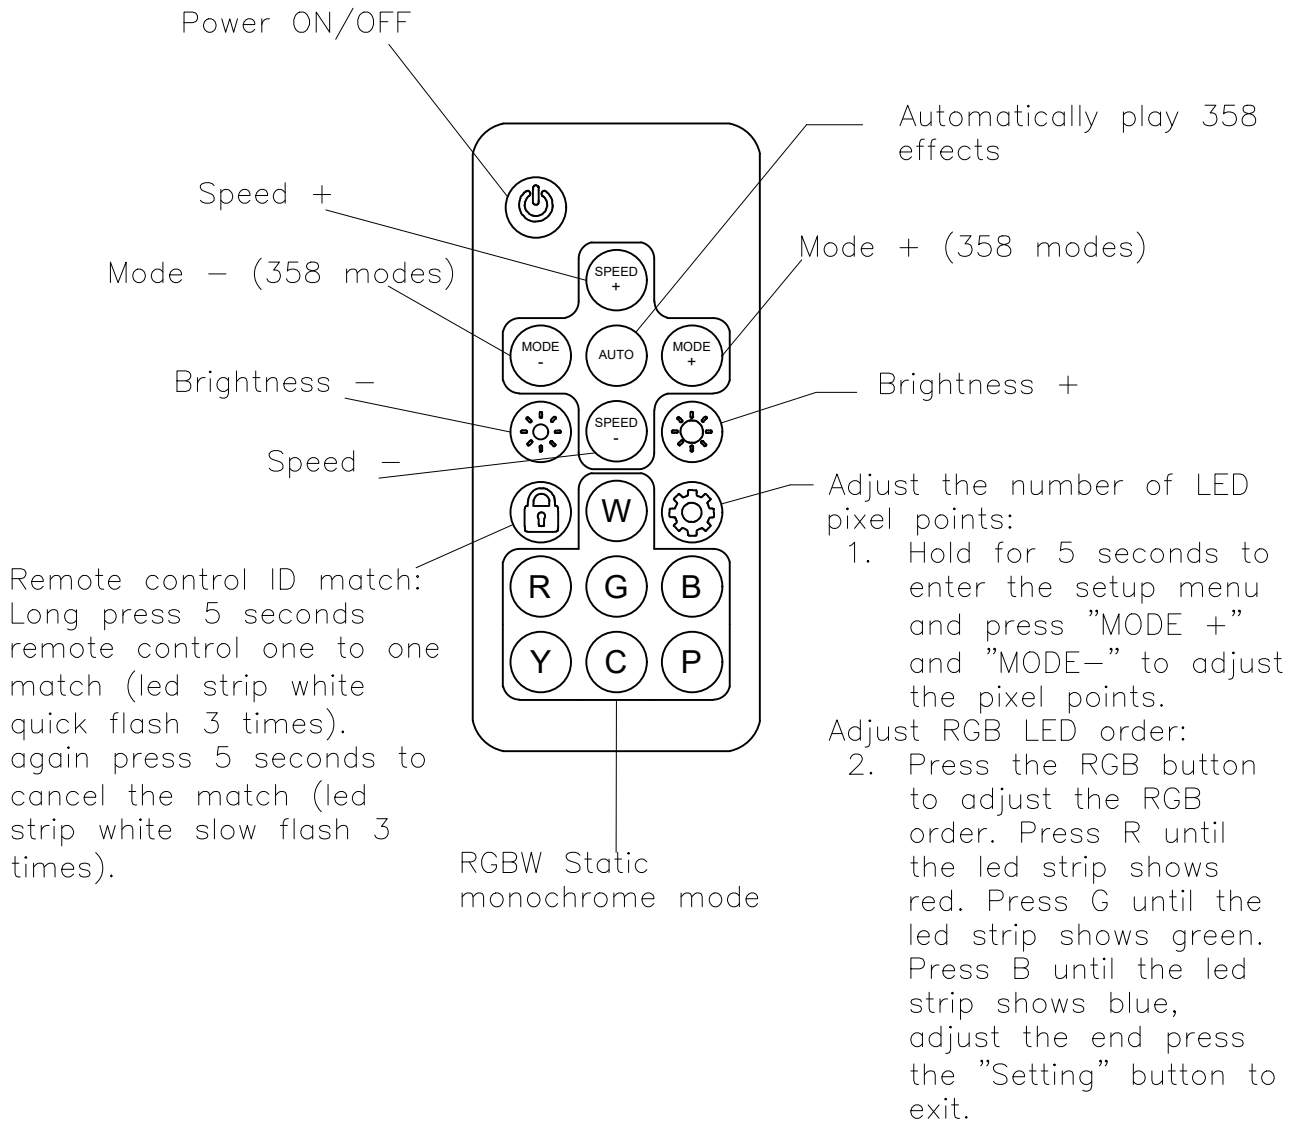 Power ON/OFF
Automatically play 358
effects
Speed +
Mode + (358 modes)
Mode - (358 modes)
Brightness -
Brightness +
Speed -
SPEED
+
MODE
-
AUTO
MODE
+
SPEED
-
W
R G B
Y C P
Remote control ID match:
Long press 5 seconds
remote control one to one
match (led strip white
quick flash 3 times).
again press 5 seconds to
cancel the match (led
strip white slow flash 3
times).
RGBW Static
monochrome mode
Adjust the number of LED
pixel points:
1. Hold for 5 seconds to
enter the setup menu
and press "MODE +"
and "MODE-" to adjust
the pixel points.
Adjust RGB LED order:
2. Press the RGB button
to adjust the RGB
order. Press R until
the led strip shows
red. Press G until the
led strip shows green.
Press B until the led
strip shows blue,
adjust the end press
the "Setting" button to
exit.